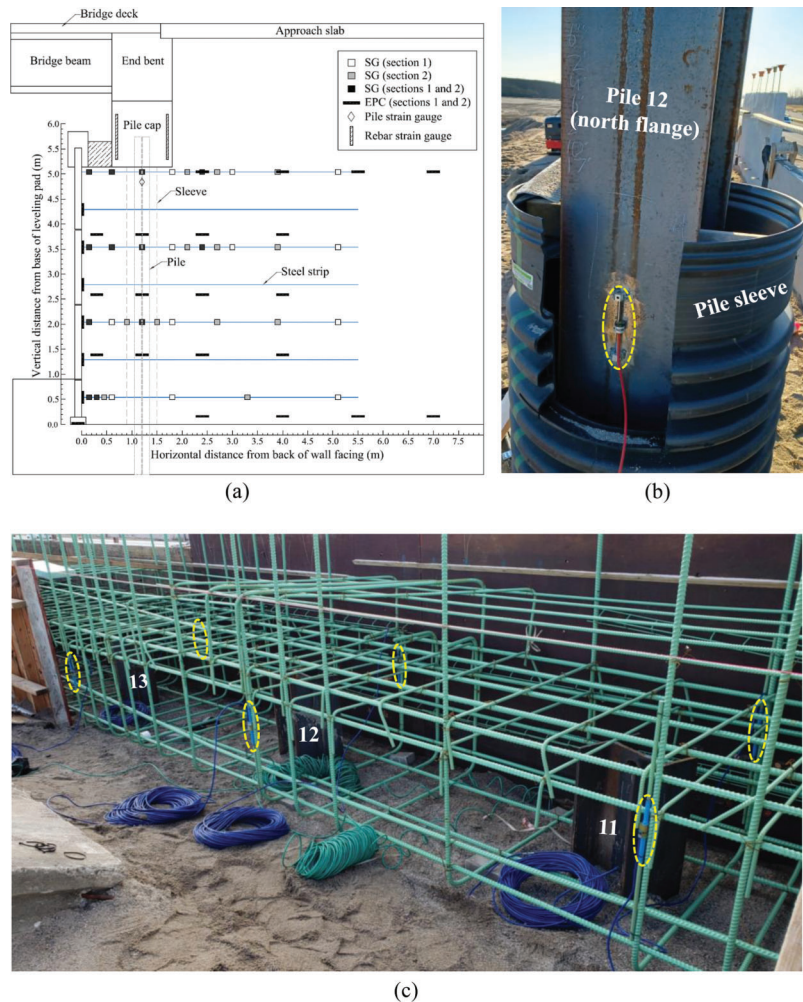 Bridge deck
Approach slab
Bridge beam
End bent
SG (section 1)
SG (section 2)
SG (sections 1 and 2)
EPC (sections 1 and 2)
Pile strain gauge
Rebar strain gauge
Pile cap
Vertical distance from base of leveling pad (m)
6.0
5.5
5.0
4.5
4.0
3.5
3.0
2.5
2.0
1.5
1.0
0.5
0.0
Sleeve
Pile
Steel strip
0.0 0.5 1.0 1.5 2.0 2.5 3.0 3.5 4.0 4.5 5.0 5.5 6.0 6.5 7.0 7.5
Horizontal distance from back of wall facing (m)
(a)
Pile 12
(north flange)
Pile sleeve
(b)
13
12
11
(c)